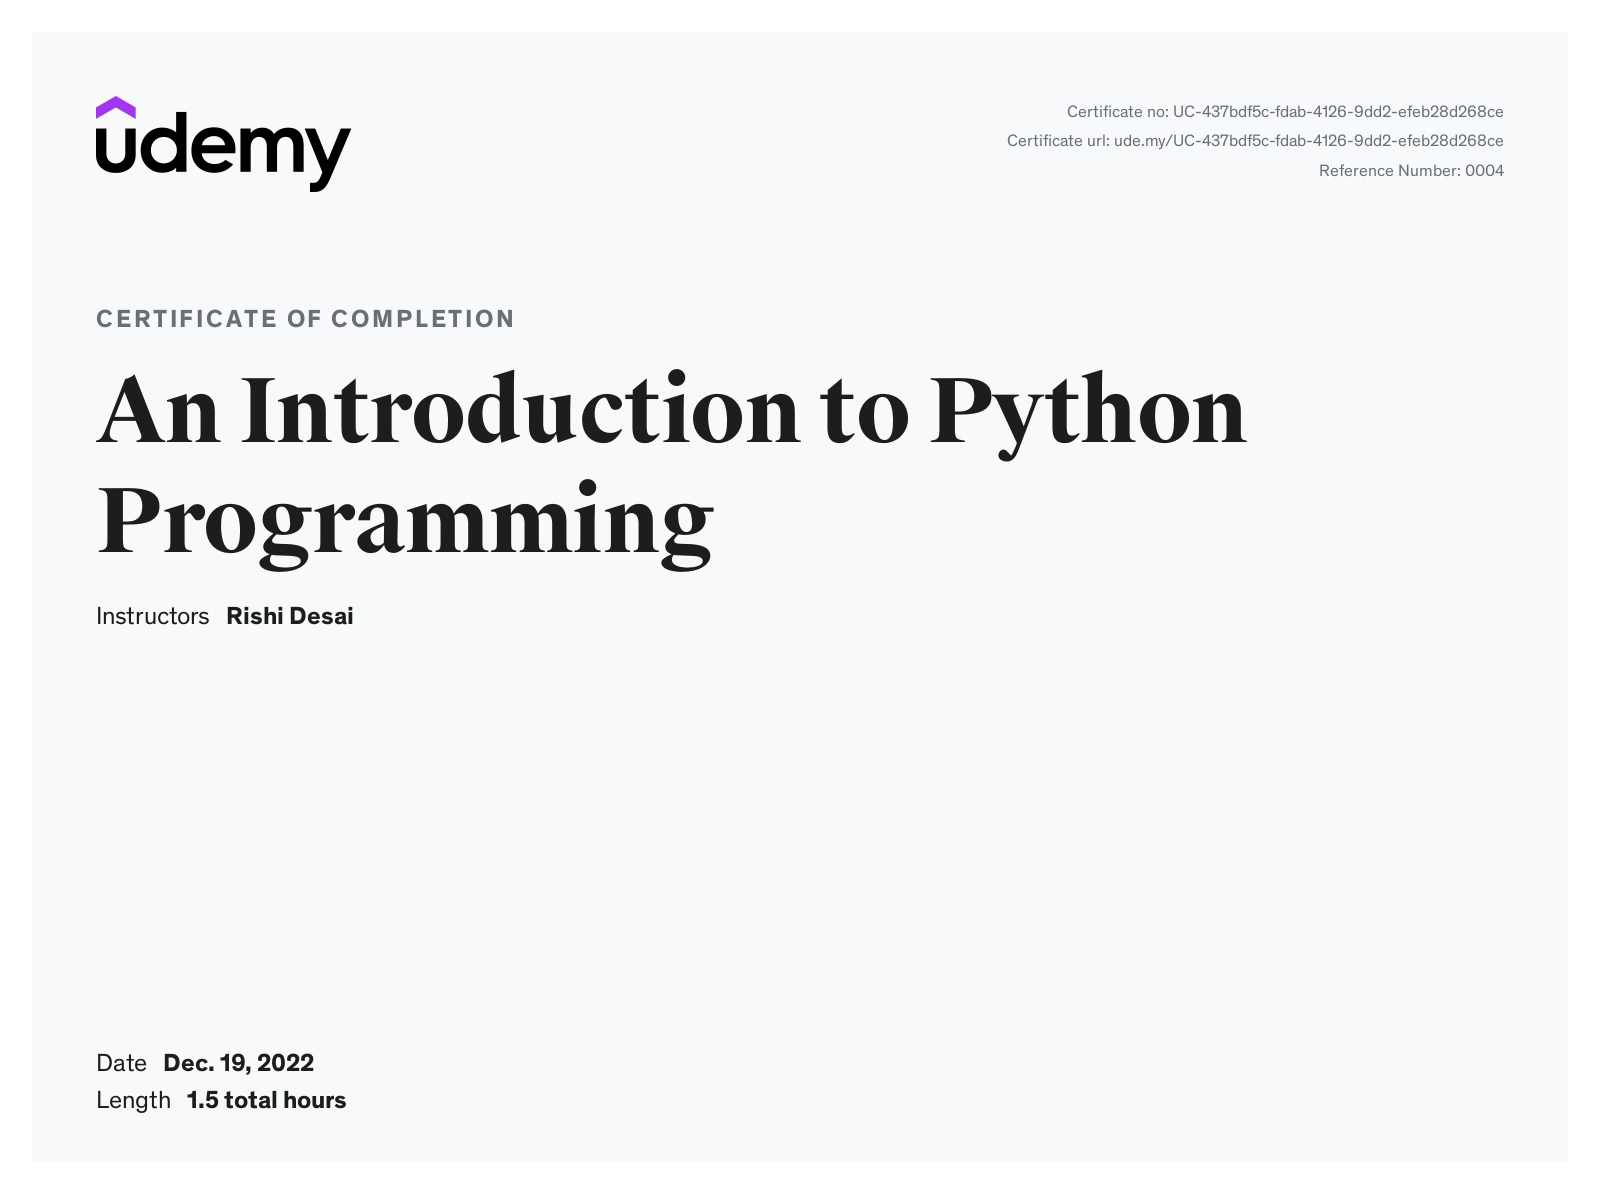 udemy
Certificate no: UC-437bdf5c-fdab-4126-9dd2-efeb28d268ce
Certificate url: ude.my/UC-437bdf5c-fdab-4126-9dd2-efeb28d268ce
Reference Number: 0004
CERTIFICATE OF COMPLETION
An Introduction to Python
Programming
Instructors Rishi Desai
Date Dec. 19, 2022
Length 1.5 total hours